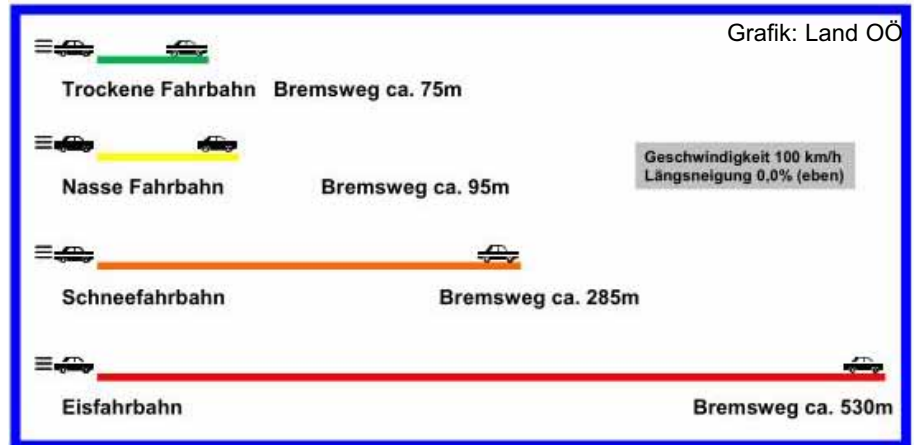 Grafik: Land OÖ
Trockene Fahrbahn Bremsweg ca. 75m
Nasse Fahrbahn Bremsweg ca. 95m
Geschwindigkeit 100 km/h
Längsneigung 0,0% (eben)
Schneefahrbahn Bremsweg ca. 285m
Eisfahrbahn Bremsweg ca. 530m